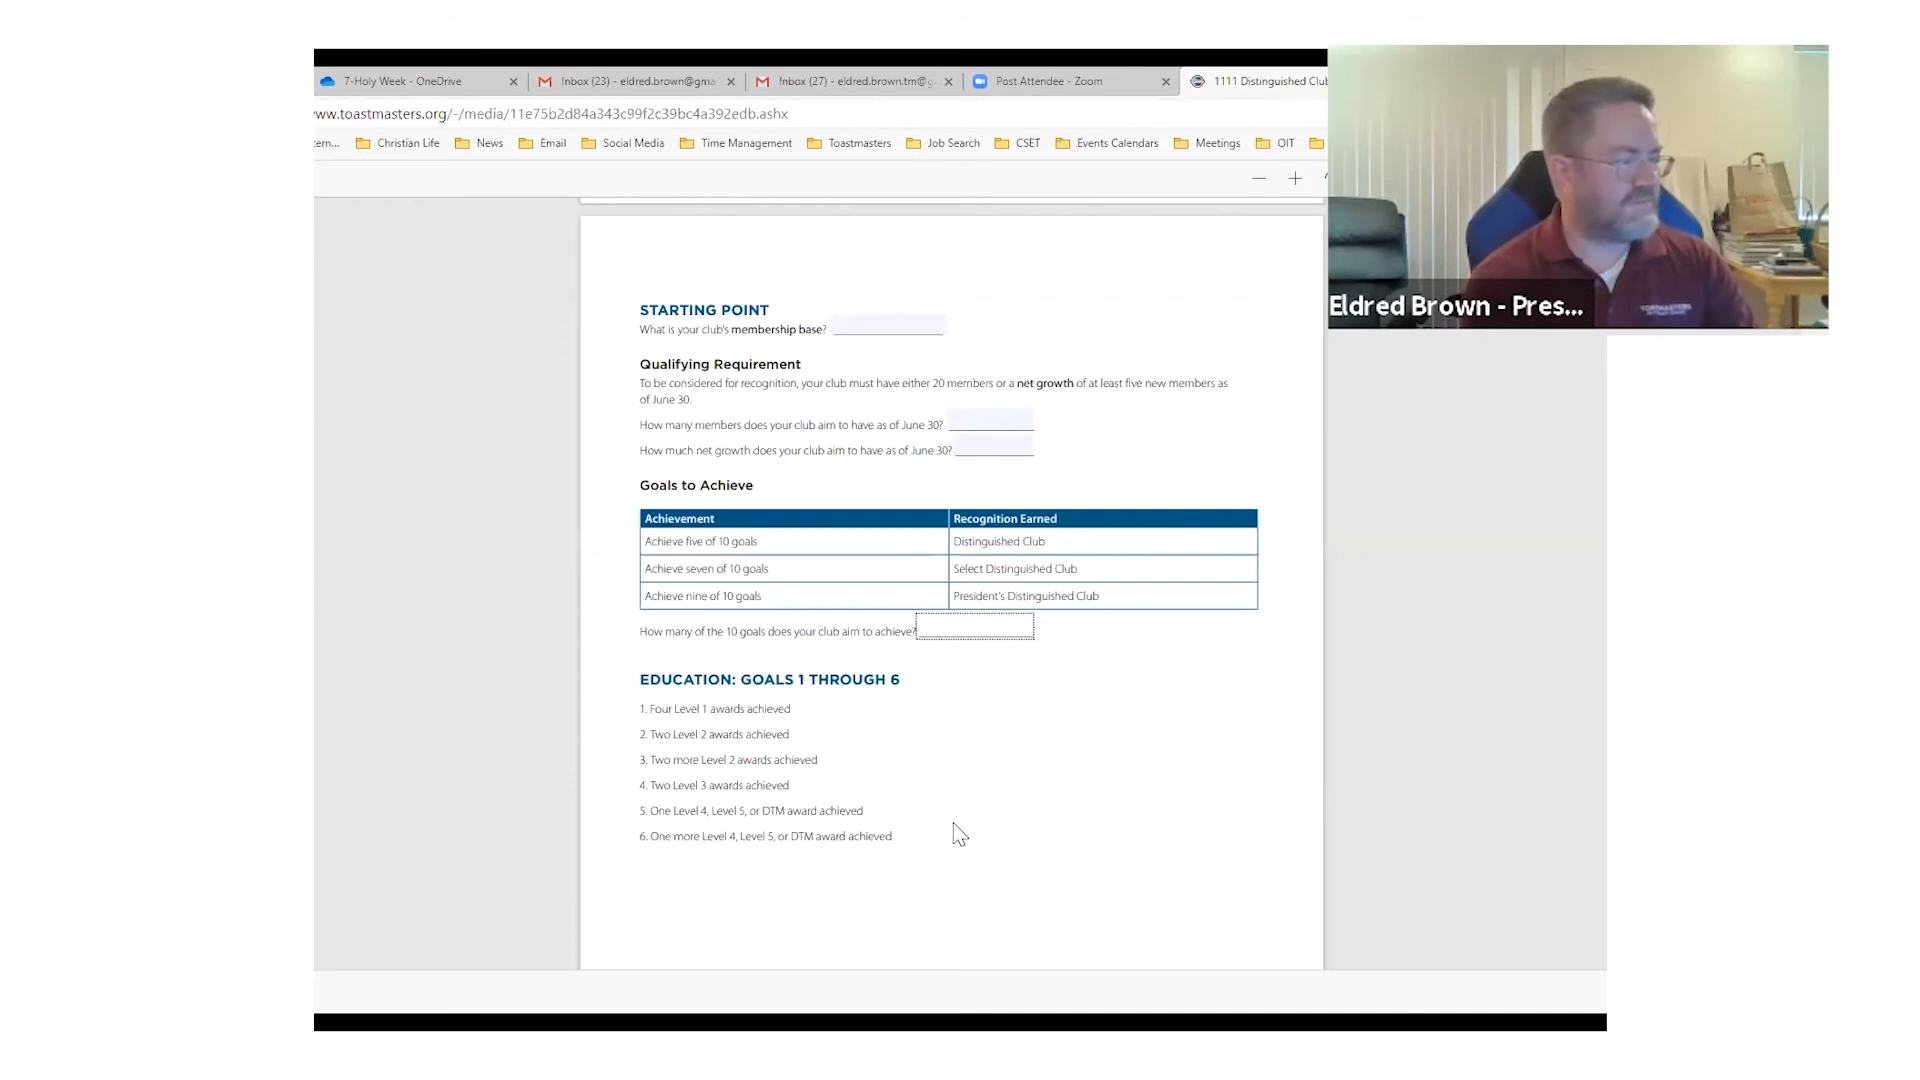 7-Holy Week - OneDrive
Inbox (23) - eldred.brown@gma
Inbox (27) - eldred.brown.tm@g
Post Attendee - Zoom
1111 Distinguished Club
www.toastmasters.org/-/media/11e75b2d84a343c99f2c39bc4a392edb.ashx
tern...
Christian Life
News
Email
Social Media
Time Management
Toastmasters
Job Search
CSET
Events Calendars
Meetings
OIT
Eldred Brown - Pres...
TOASTMASTERS
STARTING POINT
What is your club's membership base?
Qualifying Requirement
To be considered for recognition, your club must have either 20 members or a net growth of at least five new members as
of June 30.
How many members does your club aim to have as of June 30?
How much net growth does your club aim to have as of June 30?
Goals to Achieve
Achievement Recognition Earned
Achieve five of 10 goals Distinguished Club
Achieve seven of 10 goals Select Distinguished Club
Achieve nine of 10 goals President's Distinguished Club
How many of the 10 goals does your club aim to achieve?
EDUCATION: GOALS 1 THROUGH 6
1. Four Level 1 awards achieved
2. Two Level 2 awards achieved
3. Two more Level 2 awards achieved
4. Two Level 3 awards achieved
5. One Level 4, Level 5, or DTM award achieved
6. One more Level 4, Level 5, or DTM award achieved